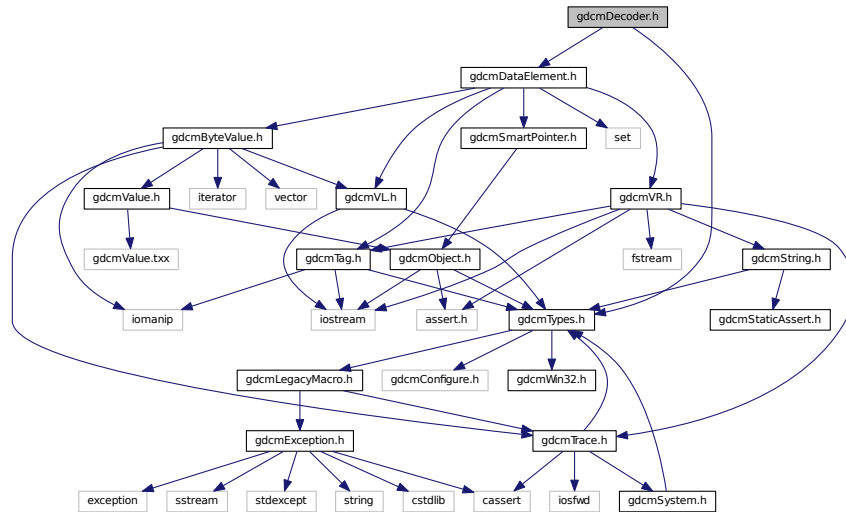 gdcmDecoder.h
gdcmDataElement.h
gdcmByteValue.h
gdcmSmartPointer.h
set
gdcmValue.h
iterator
vector
gdcmVL.h
gdcmVR.h
gdcmValue.txx
gdcmTag.h
gdcmObject.h
fstream
gdcmString.h
iomanip
iostream
assert.h
gdcmTypes.h
gdcmStaticAssert.h
gdcmLegacyMacro.h
gdcmConfigure.h
gdcmWin32.h
gdcmException.h
gdcmTrace.h
exception
sstream
stdexcept
string
cstdlib
cassert
iosfwd
gdcmSystem.h